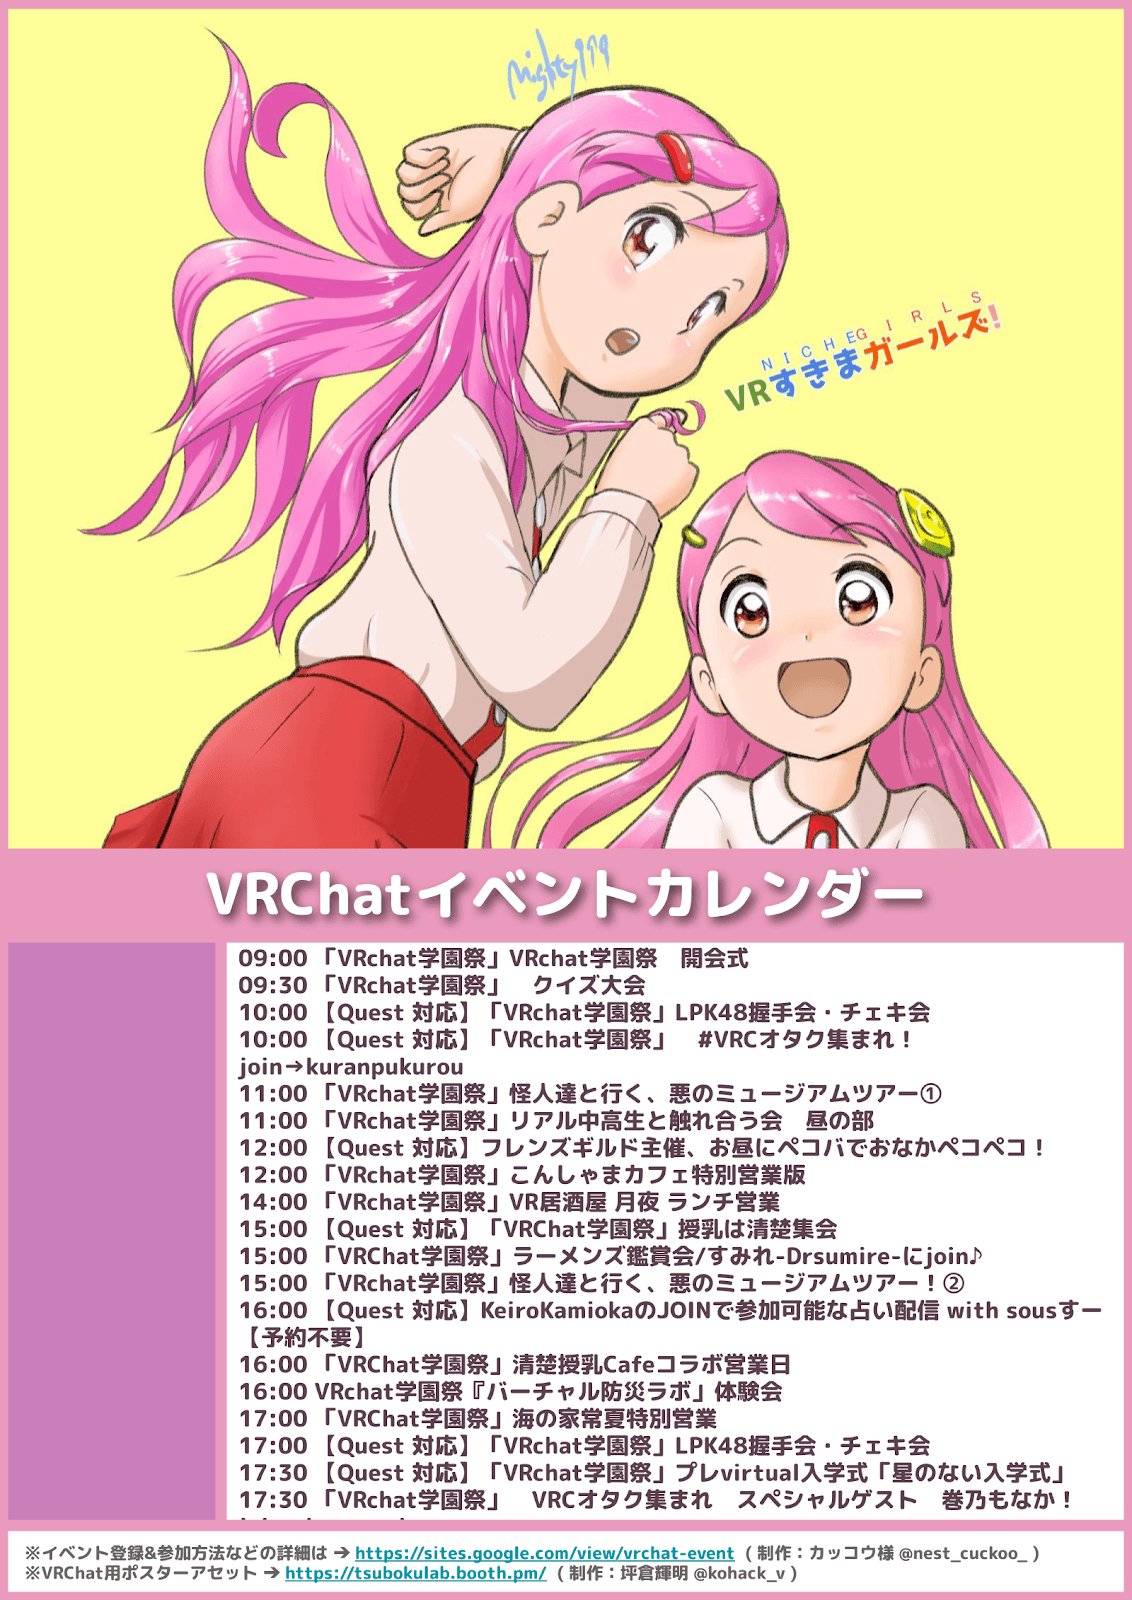 mighty199
NICHE GIRLS
VRすきまガールズ!
VRChatイベントカレンダー
09:00 「VRchat学園祭」VRchat学園祭　開会式
09:30 「VRchat学園祭」　クイズ大会
10:00 【Quest 対応】「VRchat学園祭」LPK48握手会・チェキ会
10:00 【Quest 対応】「VRchat学園祭」　#VRCオタク集まれ！
join→kuranpukurou
11:00 「VRchat学園祭」怪人達と行く、悪のミュージアムツアー①
11:00 「VRchat学園祭」リアル中高生と触れ合う会　昼の部
12:00 【Quest 対応】フレンズギルド主催、お昼にペコバでおなかペコペコ！
12:00 「VRchat学園祭」こんしゃまカフェ特別営業版
14:00 「VRchat学園祭」VR居酒屋 月夜 ランチ営業
15:00 【Quest 対応】「VRChat学園祭」授乳は清楚集会
15:00 「VRChat学園祭」ラーメンズ鑑賞会/すみれ-Drsumire-にjoin♪
15:00 「VRChat学園祭」怪人達と行く、悪のミュージアムツアー！②
16:00 【Quest 対応】KeiroKamiokaのJOINで参加可能な占い配信 with sousすー
【予約不要】
16:00 「VRChat学園祭」清楚授乳Cafeコラボ営業日
16:00 VRchat学園祭『バーチャル防災ラボ」体験会
17:00 「VRChat学園祭」海の家常夏特別営業
17:00 【Quest 対応】「VRchat学園祭」LPK48握手会・チェキ会
17:30 【Quest 対応】「VRchat学園祭」プレvirtual入学式「星のない入学式」
17:30 「VRchat学園祭」　VRCオタク集まれ　スペシャルゲスト　巻乃もなか！
※イベント登録&参加方法などの詳細は → https://sites.google.com/view/vrchat-event ( 制作：カッコウ様 @nest_cuckoo_ )
※VRChat用ポスターアセット → https://tsubokulab.booth.pm/ ( 制作：坪倉輝明 @kohack_v )